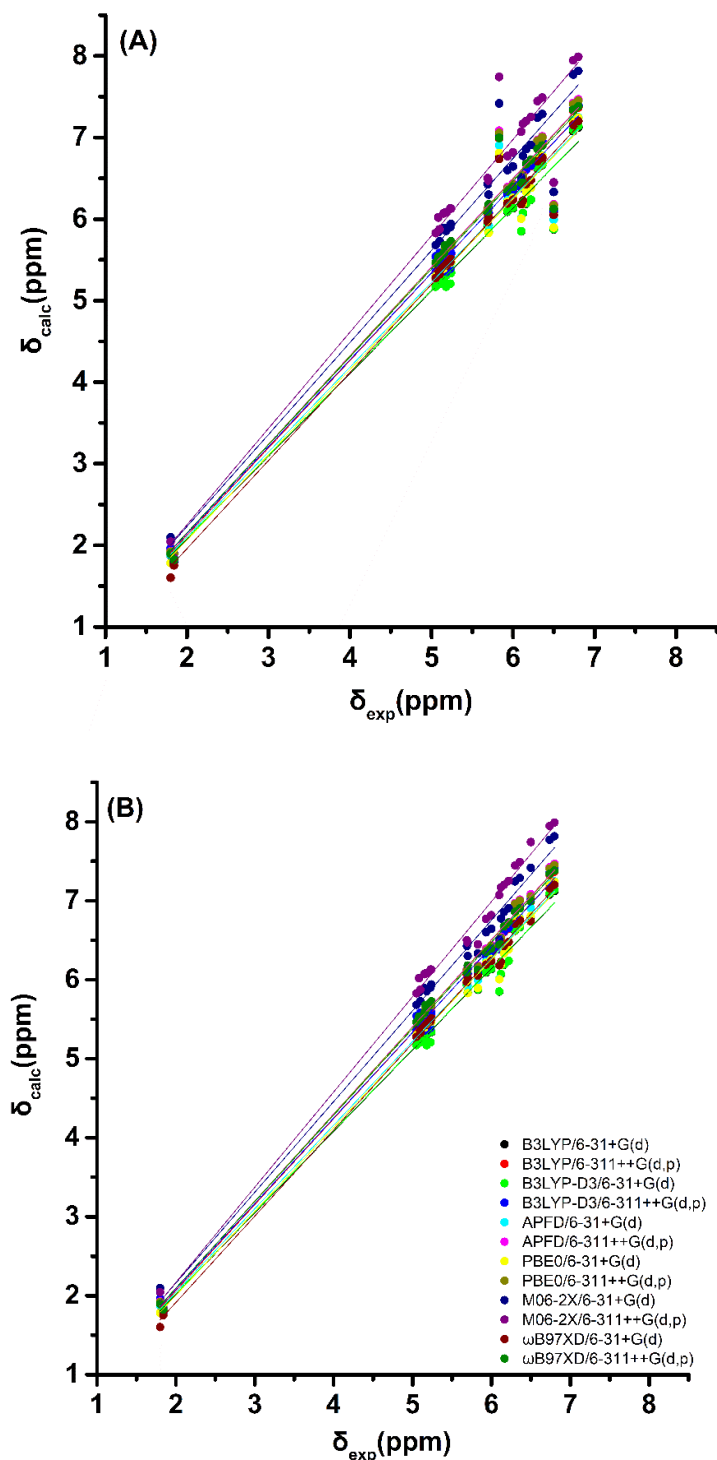 (A)
8
7
6
5
4
3
2
1
δcalc(ppm)
1 2 3 4 5 6 7 8
δexp(ppm)
(B)
8
7
6
5
4
3
2
1
δcalc(ppm)
B3LYP/6-31+G(d)
B3LYP/6-311++G(d,p)
B3LYP-D3/6-31+G(d)
B3LYP-D3/6-311++G(d,p)
APFD/6-31+G(d)
APFD/6-311++G(d,p)
PBE0/6-31+G(d)
PBE0/6-311++G(d,p)
M06-2X/6-31+G(d)
M06-2X/6-311++G(d,p)
ωB97XD/6-31+G(d)
ωB97XD/6-311++G(d,p)
1 2 3 4 5 6 7 8
δexp(ppm)